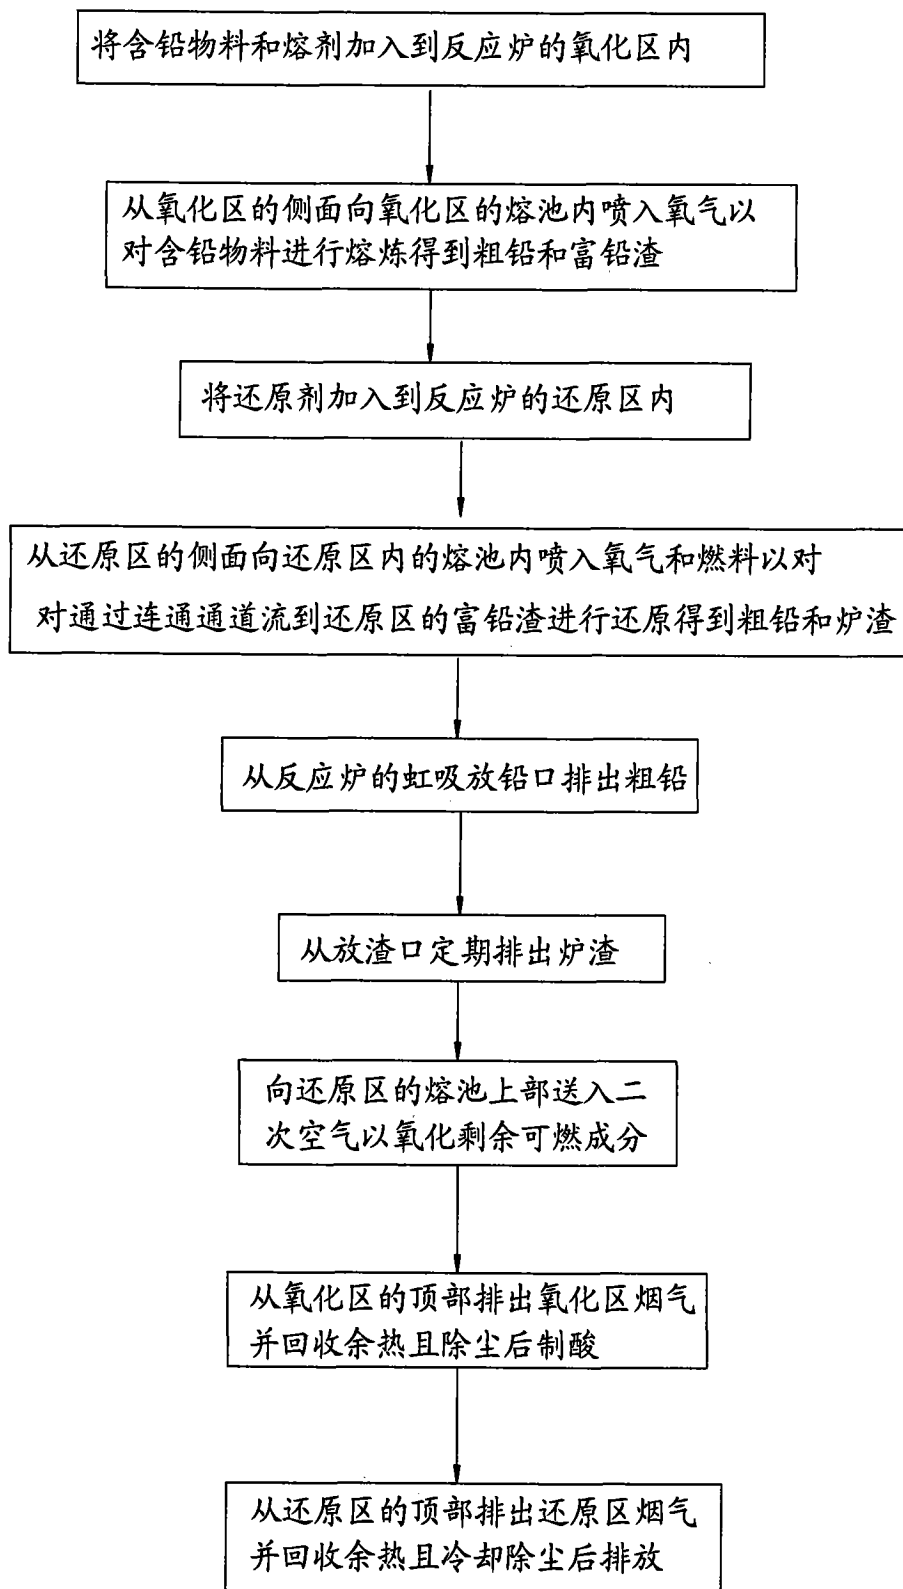 将含铅物料和熔剂加入到反应炉的氧化区内
从氧化区的侧面向氧化区的熔池内喷入氧气以
对含铅物料进行熔炼得到粗铅和富铅渣
将还原剂加入到反应炉的还原区内
从还原区的侧面向还原区内的熔池内喷入氧气和燃料以对
对通过连通通道流到还原区的富铅渣进行还原得到粗铅和炉渣
从反应炉的虹吸放铅口排出粗铅
从放渣口定期排出炉渣
向还原区的熔池上部送入二
次空气以氧化剩余可燃成分
从氧化区的顶部排出氧化区烟气
并回收余热且除尘后制酸
从还原区的顶部排出还原区烟气
并回收余热且冷却除尘后排放